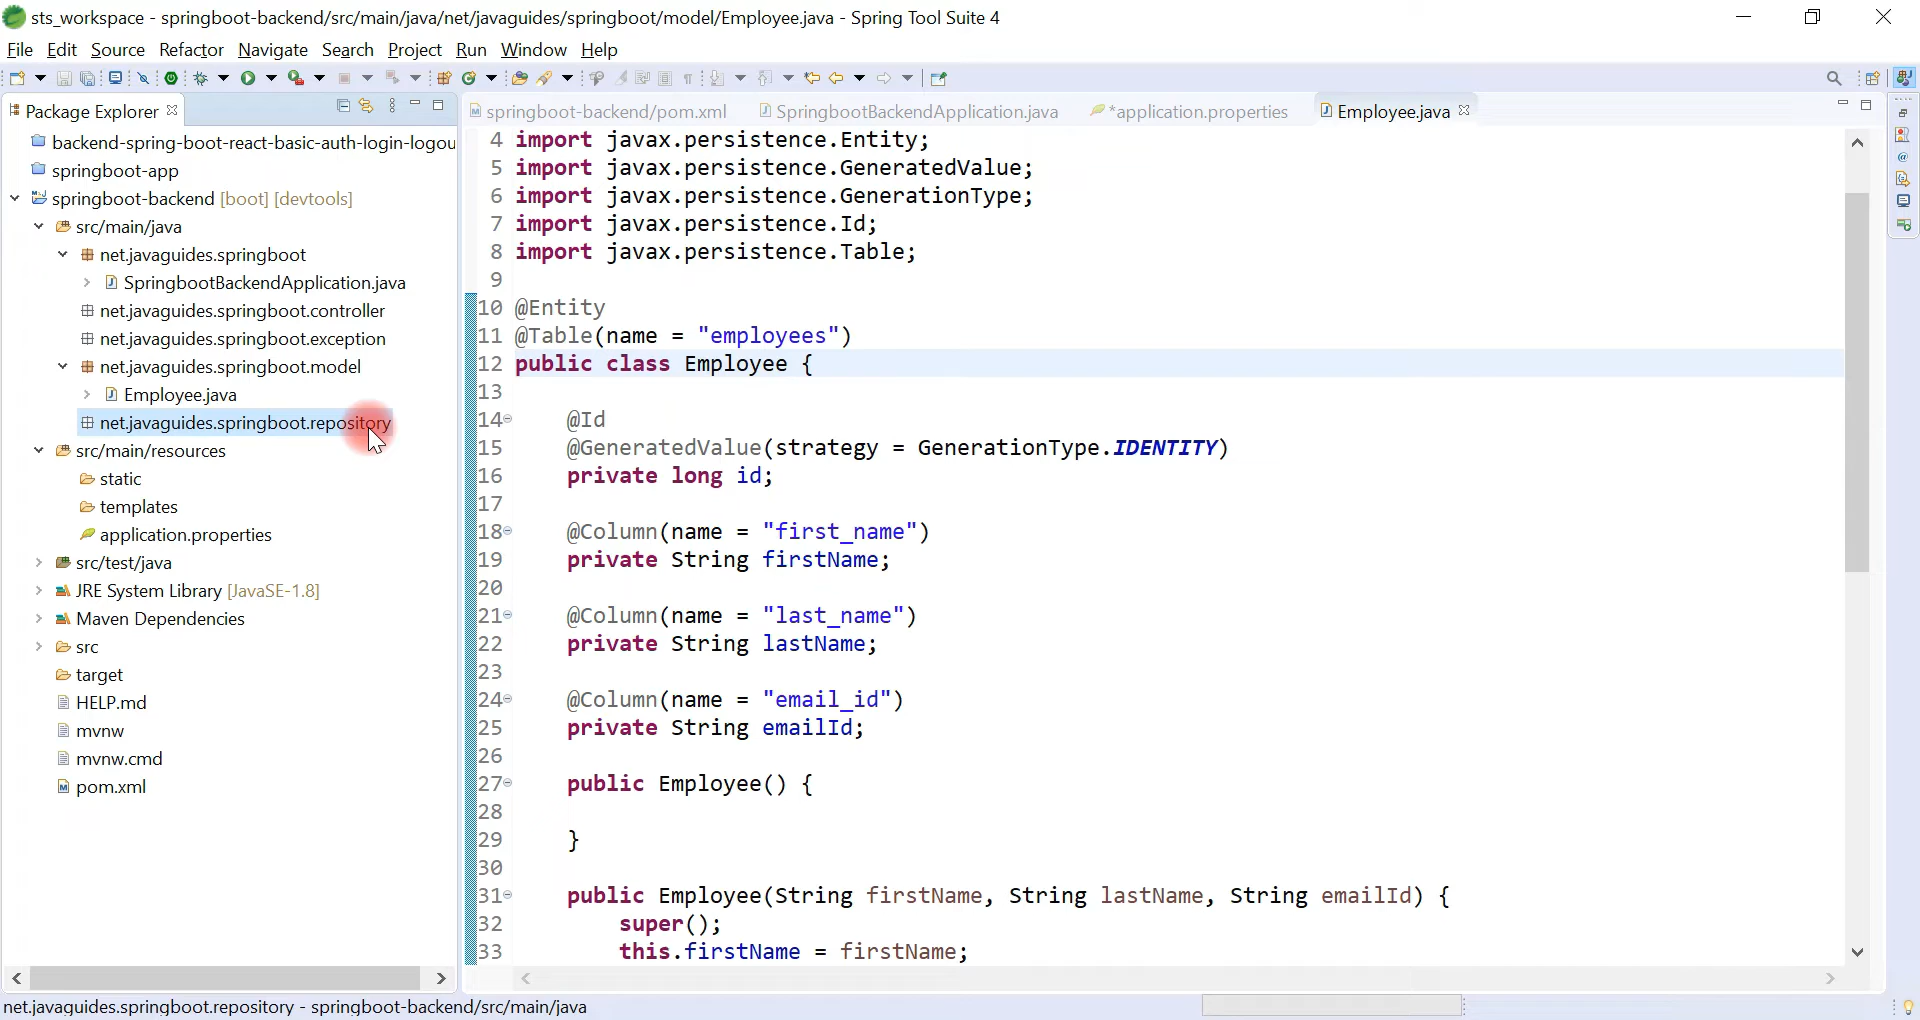 sts_workspace - springboot-backend/src/main/java/net/javaguides/springboot/model/Employee.java - Spring Tool Suite 4
File Edit Source Refactor Navigate Search Project Run Window Help
Package Explorer
backend-spring-boot-react-basic-auth-login-logou
springboot-app
springboot-backend [boot] [devtools]
src/main/java
net.javaguides.springboot
SpringbootBackendApplication.java
net.javaguides.springboot.controller
net.javaguides.springboot.exception
net.javaguides.springboot.model
Employee.java
net.javaguides.springboot.repository
src/main/resources
static
templates
application.properties
src/test/java
JRE System Library [JavaSE-1.8]
Maven Dependencies
src
target
HELP.md
mvnw
mvnw.cmd
pom.xml
springboot-backend/pom.xml SpringbootBackendApplication.java *application.properties Employee.java
4 import javax.persistence.Entity;
5 import javax.persistence.GeneratedValue;
6 import javax.persistence.GenerationType;
7 import javax.persistence.Id;
8 import javax.persistence.Table;
9
10 @Entity
11 @Table(name = "employees")
12 public class Employee {
13
14 @Id
15 @GeneratedValue(strategy = GenerationType.IDENTITY)
16 private long id;
17
18 @Column(name = "first_name")
19 private String firstName;
20
21 @Column(name = "last_name")
22 private String lastName;
23
24 @Column(name = "email_id")
25 private String emailId;
26
27 public Employee() {
28
29 }
30
31 public Employee(String firstName, String lastName, String emailId) {
32 super();
33 this.firstName = firstName;
net.javaguides.springboot.repository - springboot-backend/src/main/java